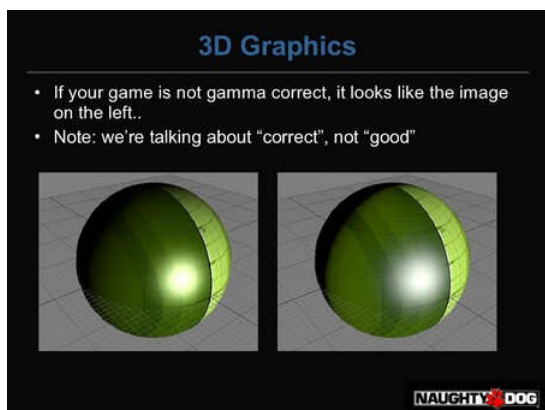 3D Graphics
• If your game is not gamma correct, it looks like the image
on the left..
• Note: we're talking about “correct”, not “good”
NAUGHTY DOG